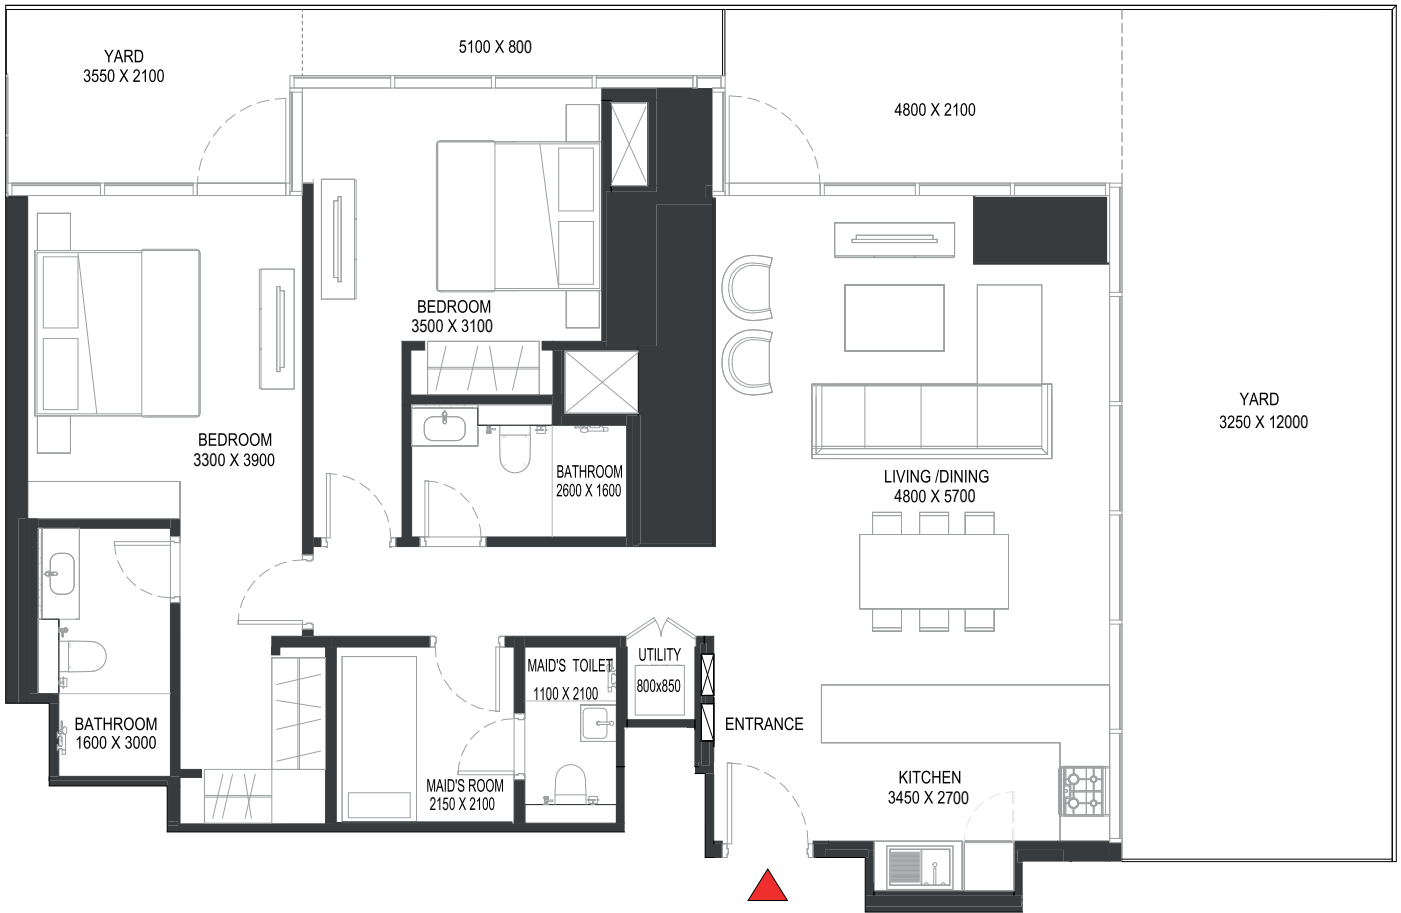 YARD
3550 X 2100
5100 X 800
4800 X 2100
BEDROOM
3500 X 3100
YARD
3250 X 12000
BEDROOM
3300 X 3900
BATHROOM
2600 X 1600
LIVING /DINING
4800 X 5700
UTILITY
800x850
MAID'S TOILET
1100 X 2100
BATHROOM
1600 X 3000
ENTRANCE
MAID'S ROOM
2150 X 2100
KITCHEN
3450 X 2700